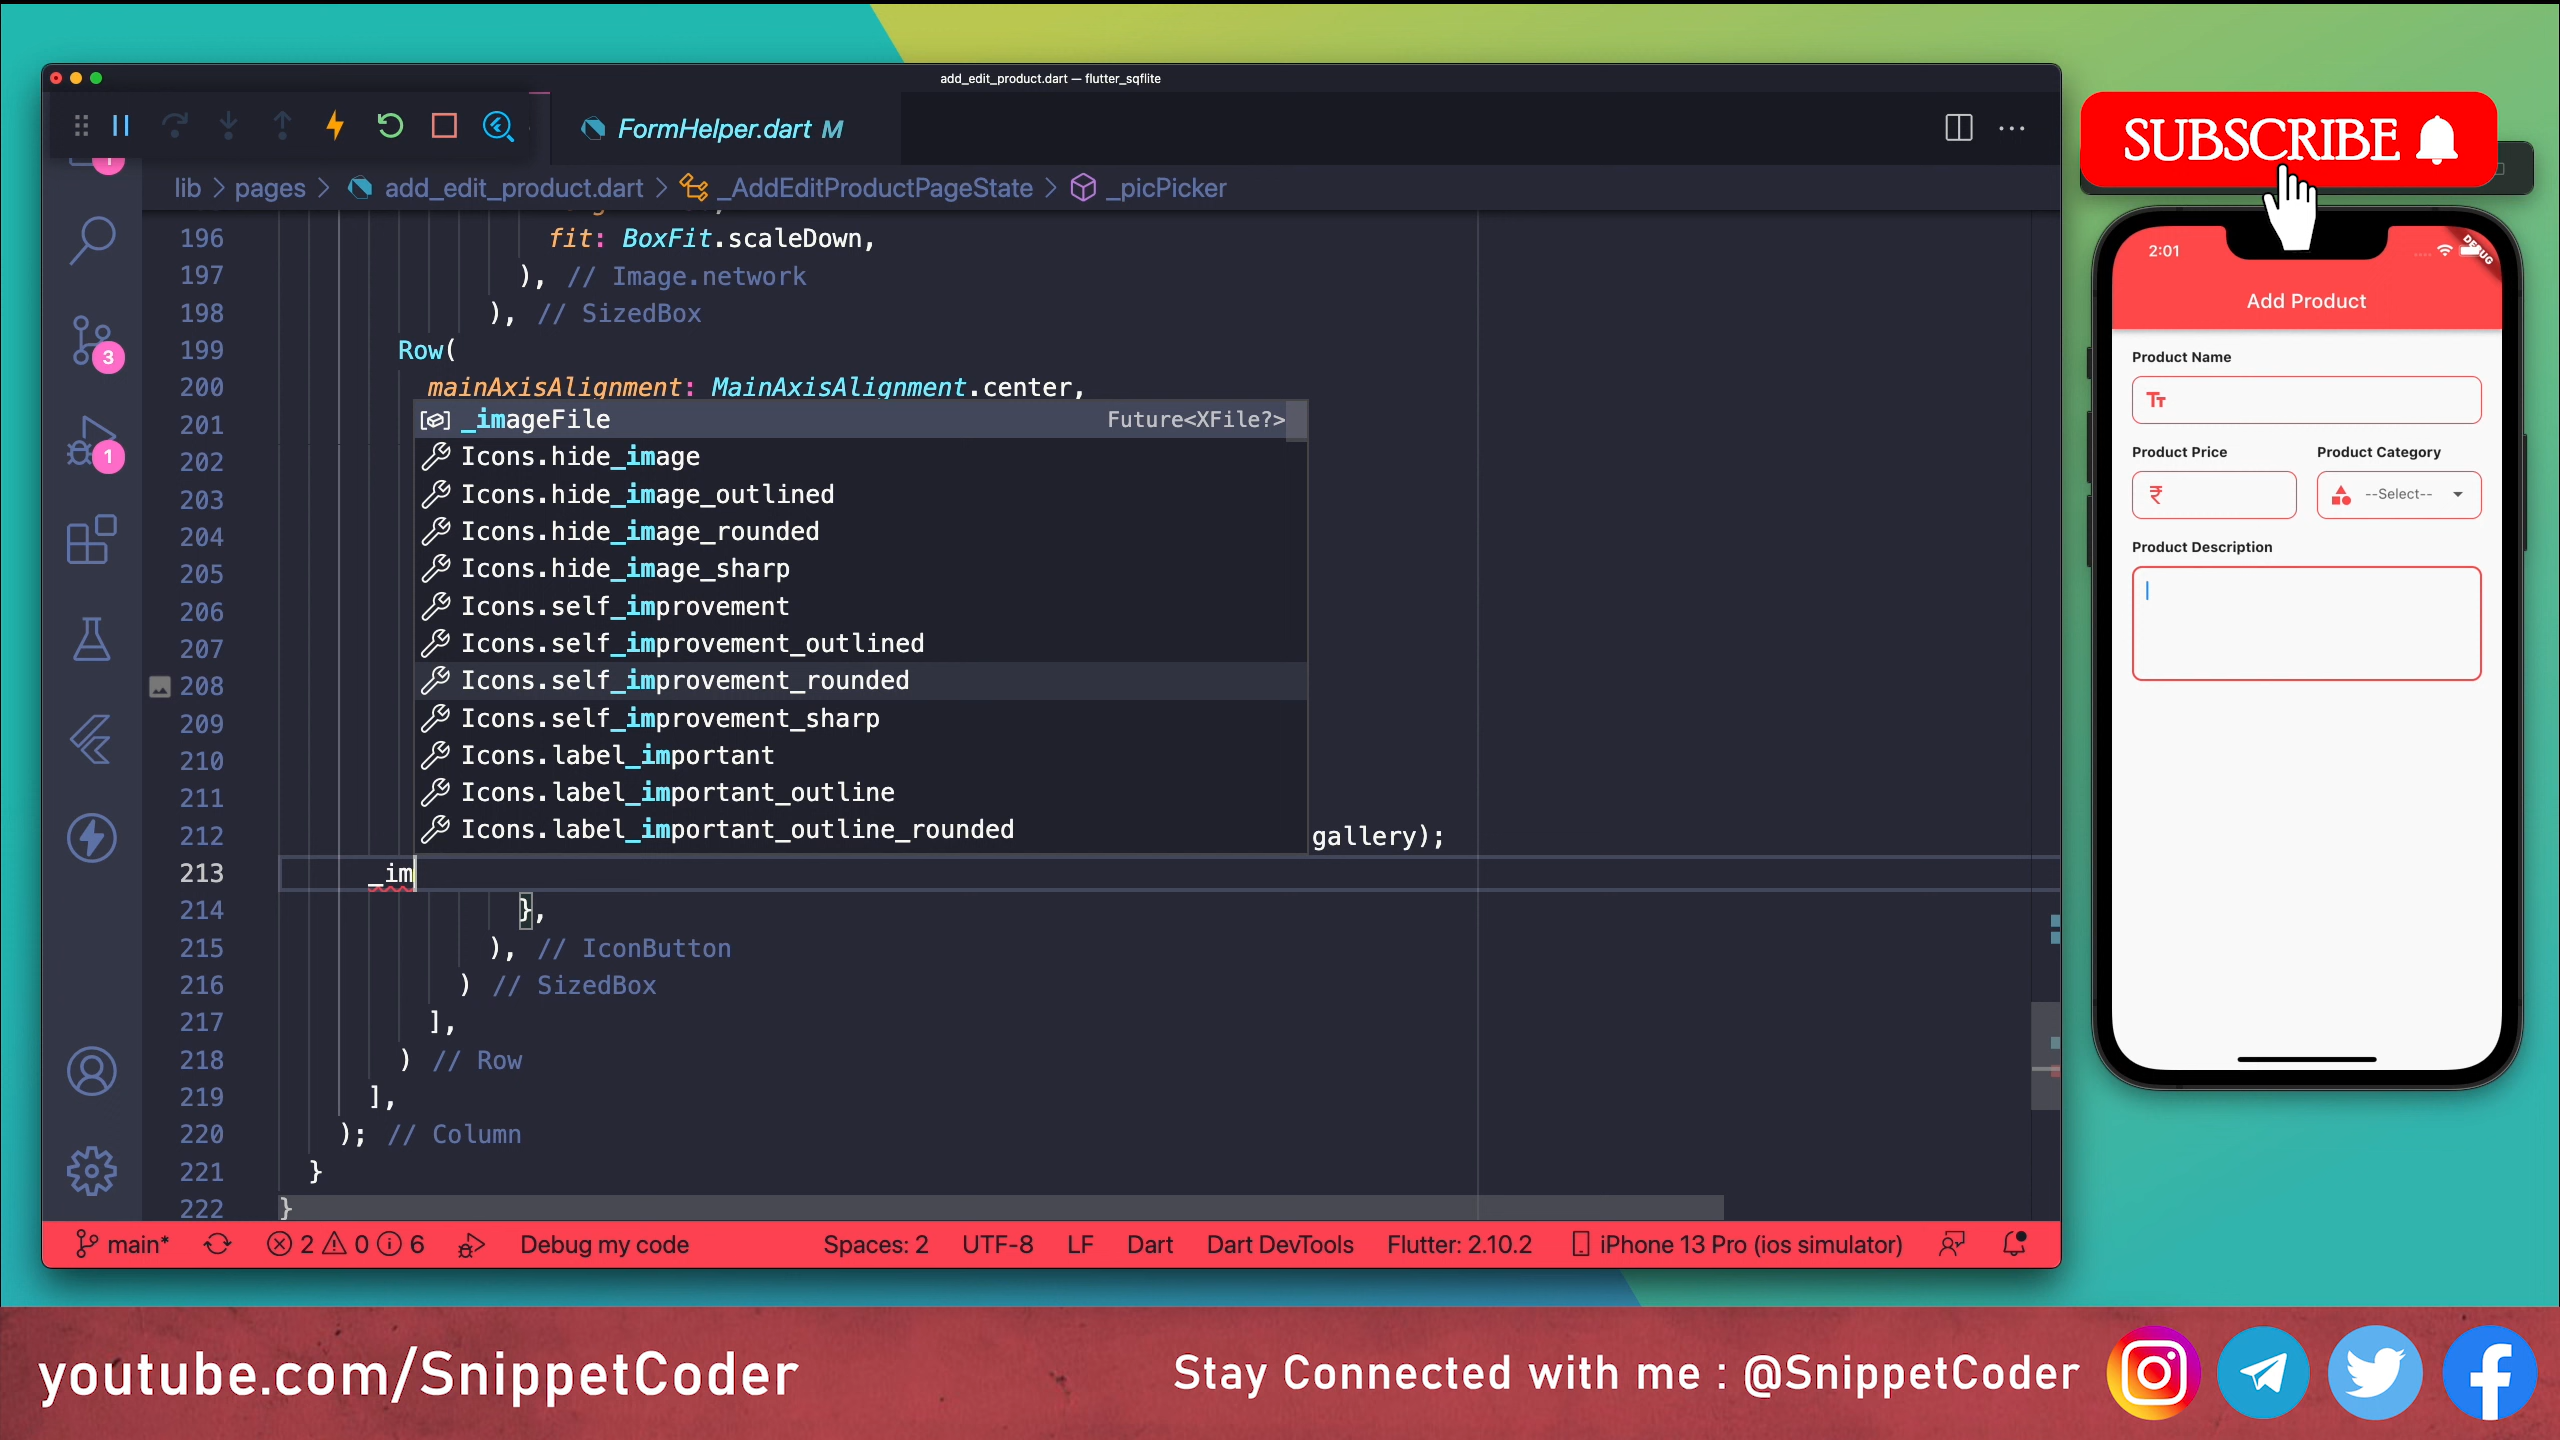 add_edit_product.dart — flutter_sqflite
FormHelper.dart M
lib > pages > add_edit_product.dart > _AddEditProductPageState > _picPicker
196 fit: BoxFit.scaleDown,
197 ), // Image.network
198 ), // SizedBox
199 Row(
200 mainAxisAlignment: MainAxisAlignment.center,
201 _imageFile Future<XFile?>
202 Icons.hide_image
203 Icons.hide_image_outlined
204 Icons.hide_image_rounded
205 Icons.hide_image_sharp
206 Icons.self_improvement
207 Icons.self_improvement_outlined
208 Icons.self_improvement_rounded
209 Icons.self_improvement_sharp
210 Icons.label_important
211 Icons.label_important_outline
212 Icons.label_important_outline_rounded gallery);
213 _im
214 },
215 ), // IconButton
216 ) // SizedBox
217 ],
218 ) // Row
219 ],
220 ); // Column
221 }
222 }
1
3
1
main* 2 0 6 Debug my code Spaces: 2 UTF-8 LF Dart Dart DevTools Flutter: 2.10.2 iPhone 13 Pro (ios simulator)
SUBSCRIBE
2:01
DEBUG
Add Product
Product Name
Product Price Product Category
₹ --Select--
Product Description
youtube.com/SnippetCoder
Stay Connected with me : @SnippetCoder